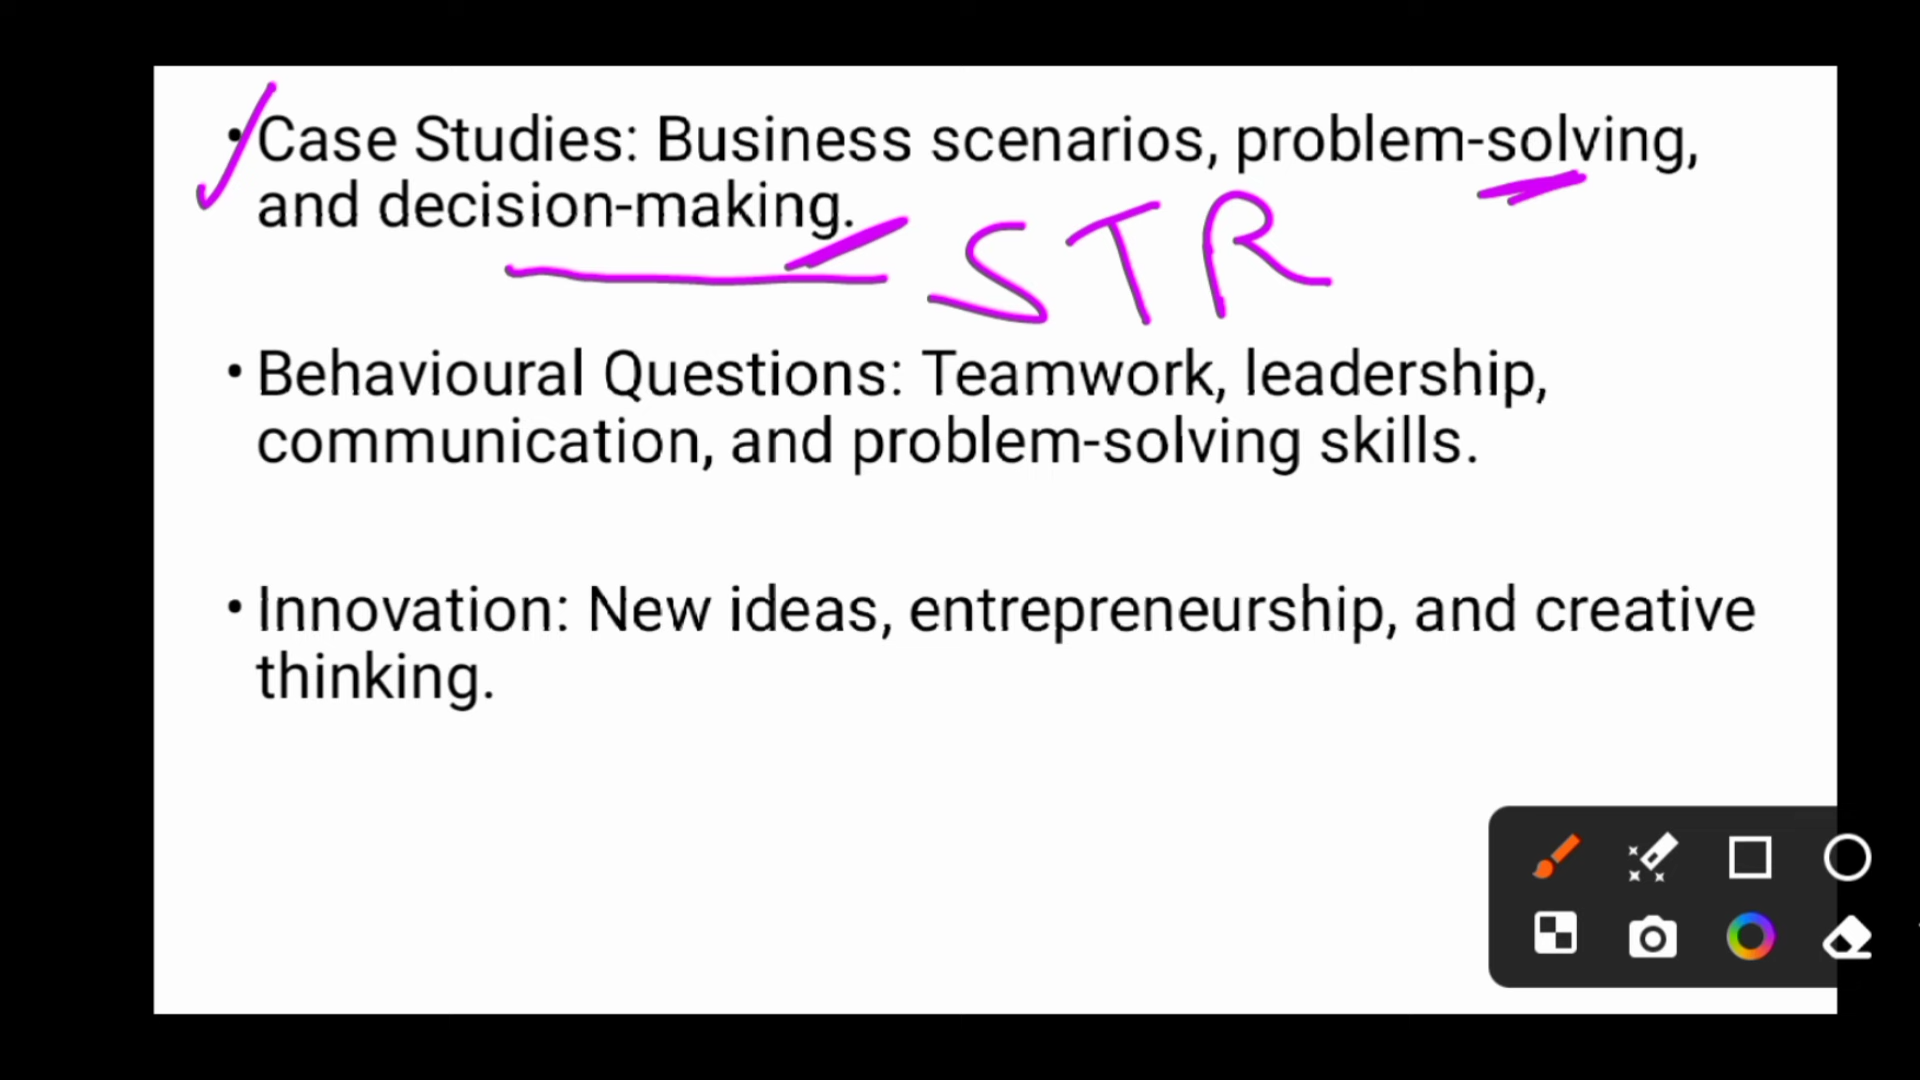 • Case Studies: Business scenarios, problem-solving,
and decision-making.
STR
• Behavioural Questions: Teamwork, leadership,
communication, and problem-solving skills.
• Innovation: New ideas, entrepreneurship, and creative
thinking.